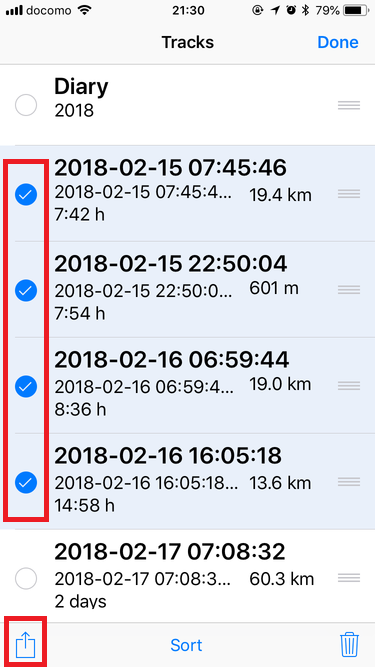 docomo 21:30 79%
Tracks Done
Diary
2018
2018-02-15 07:45:46
2018-02-15 07:45:4... 19.4 km
7:42 h
2018-02-15 22:50:04
2018-02-15 22:50:0... 601 m
7:54 h
2018-02-16 06:59:44
2018-02-16 06:59:4... 19.0 km
8:36 h
2018-02-16 16:05:18
2018-02-16 16:05:18... 13.6 km
14:58 h
2018-02-17 07:08:32
2018-02-17 07:08:3... 60.3 km
2 days
Sort